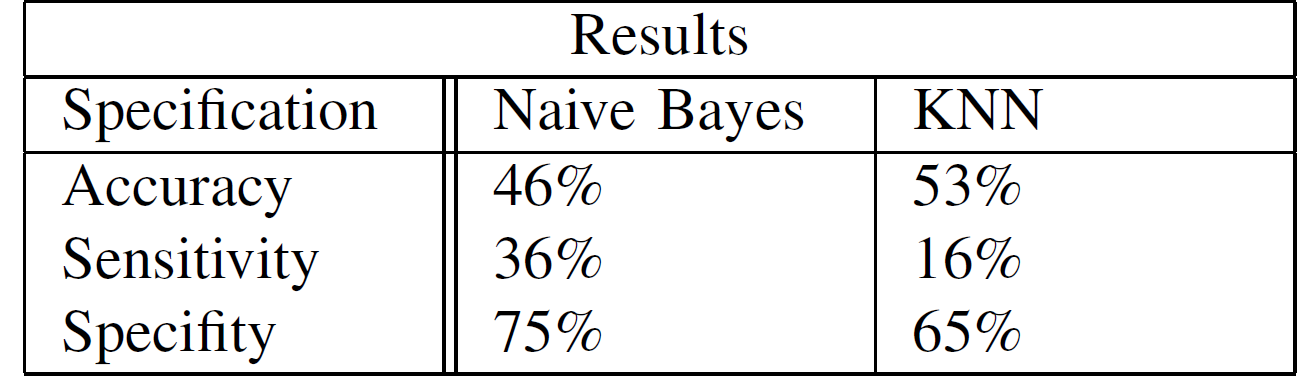 Results
Specification Naive Bayes KNN
Accuracy 46% 53%
Sensitivity 36% 16%
Specifity 75% 65%